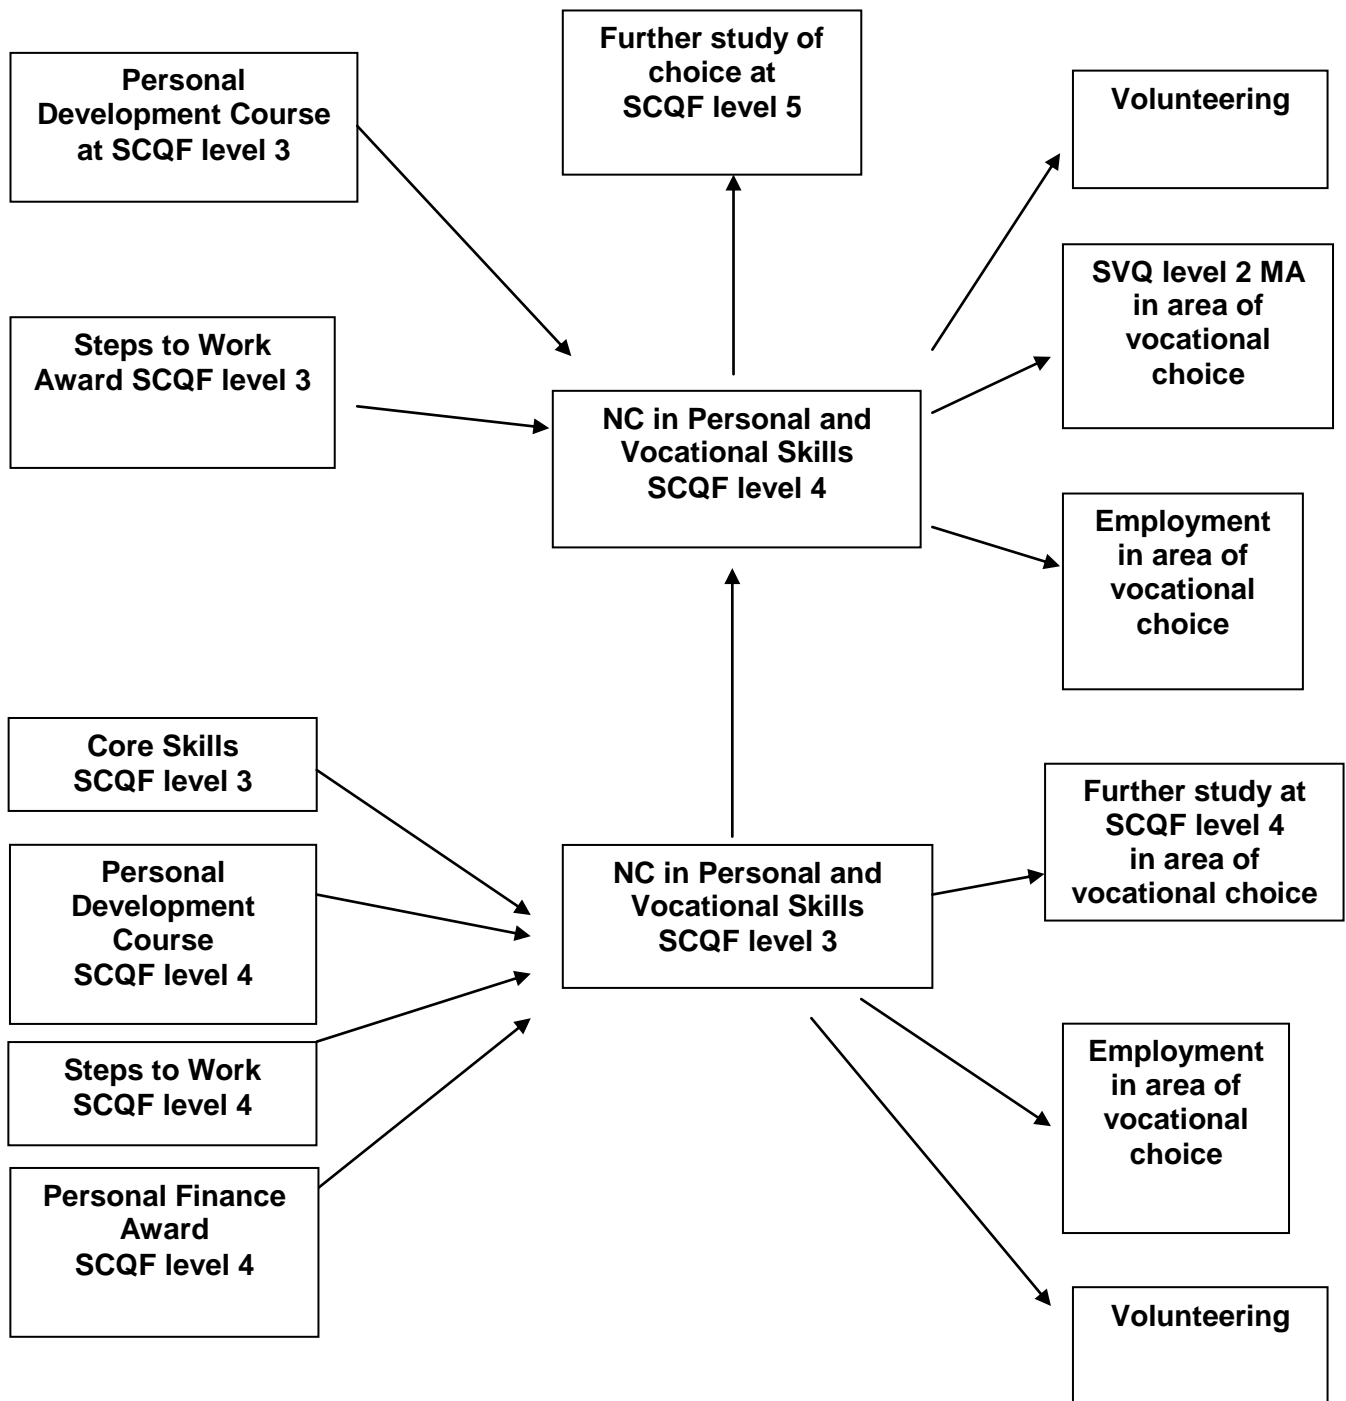 Further study of
choice at
SCQF level 5
Personal
Development Course
at SCQF level 3
Volunteering
SVQ level 2 MA
in area of
vocational
choice
Steps to Work
Award SCQF level 3
NC in Personal and
Vocational Skills
SCQF level 4
Employment
in area of
vocational
choice
Core Skills
SCQF level 3
Further study at
SCQF level 4
in area of
vocational choice
Personal
Development
Course
SCQF level 4
NC in Personal and
Vocational Skills
SCQF level 3
Steps to Work
SCQF level 4
Employment
in area of
vocational
choice
Personal Finance
Award
SCQF level 4
Volunteering